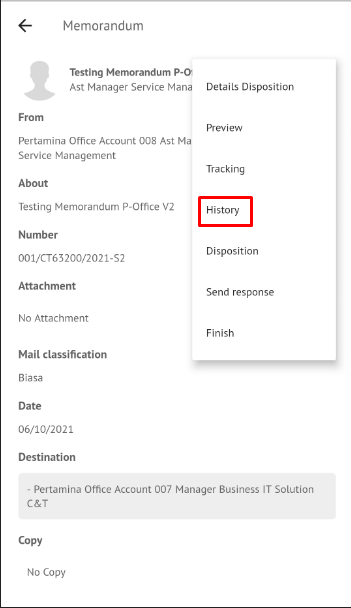 Memorandum
Testing Memorandum P-Of
Ast Manager Service Mana
Details Disposition
Preview
Tracking
History
Disposition
Send response
Finish
From
Pertamina Office Account 008 Ast Ma
Service Management
About
Testing Memorandum P-Office V2
Number
001/CT63200/2021-S2
Attachment
No Attachment
Mail classification
Biasa
Date
06/10/2021
Destination
- Pertamina Office Account 007 Manager Business IT Solution
C&T
Copy
No Copy